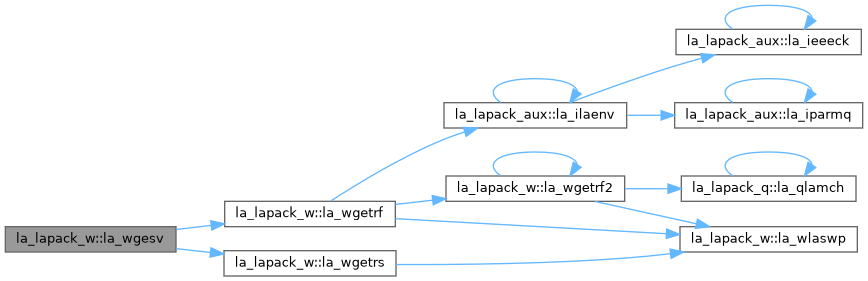 la_lapack_aux::la_ieeeck
la_lapack_aux::la_ilaenv
la_lapack_aux::la_iparmq
la_lapack_w::la_wgetrf2
la_lapack_q::la_qlamch
la_lapack_w::la_wgetrf
la_lapack_w::la_wgesv
la_lapack_w::la_wlaswp
la_lapack_w::la_wgetrs